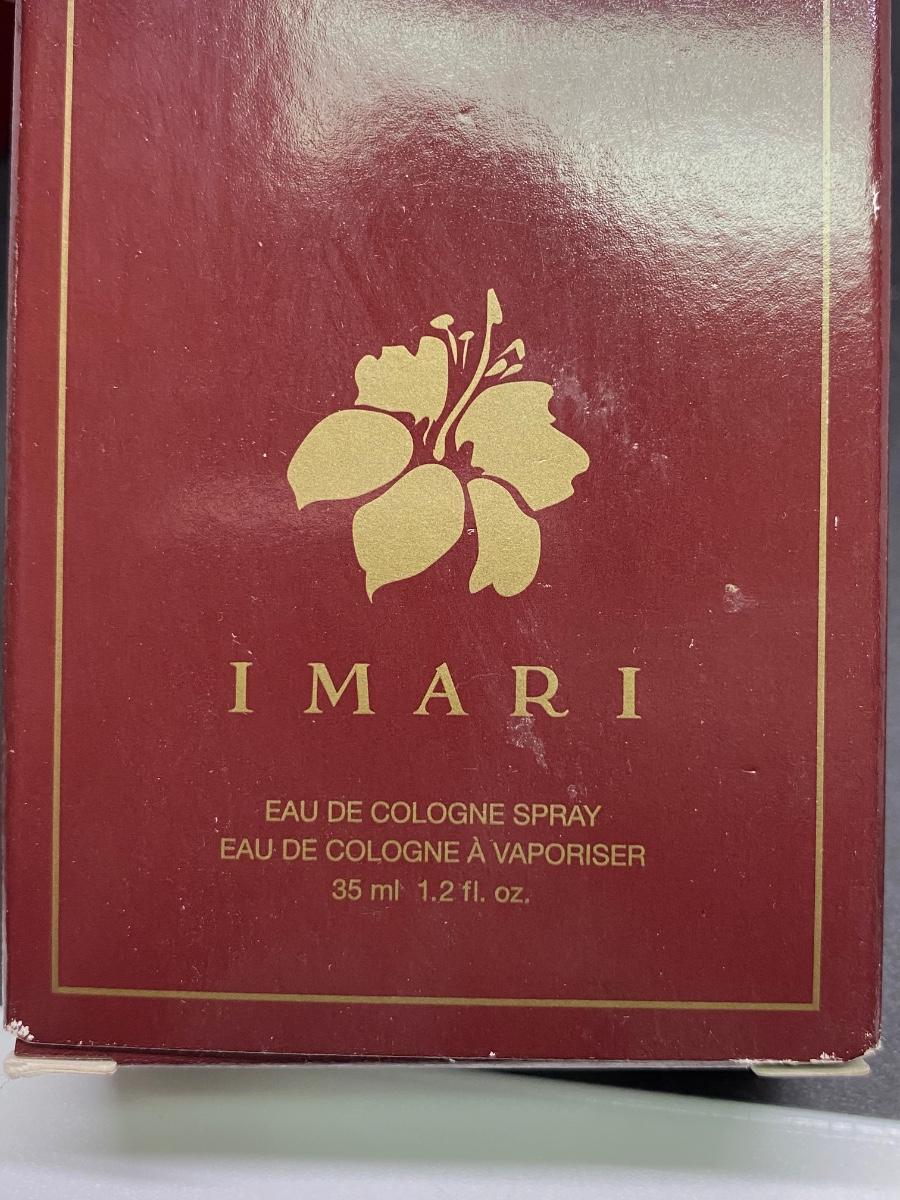 IMARI
EAU DE COLOGNE SPRAY
EAU DE COLOGNE À VAPORISER
35 ml 1.2 fl. oz.